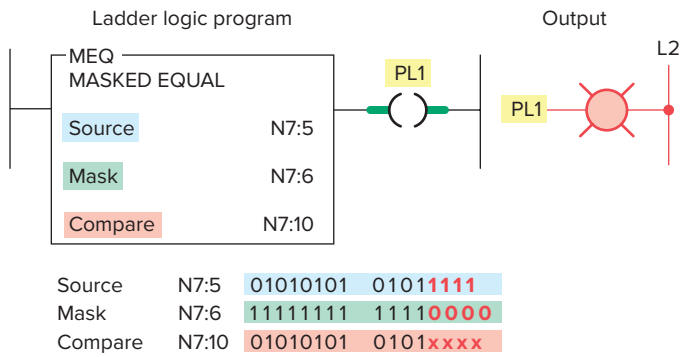 Ladder logic program
Output
MEQ
MASKED EQUAL
Source N7:5
Mask N7:6
Compare N7:10
PL1
L2
PL1
Source N7:5 01010101 01011111
Mask N7:6 11111111 11110000
Compare N7:10 01010101 0101xxxx